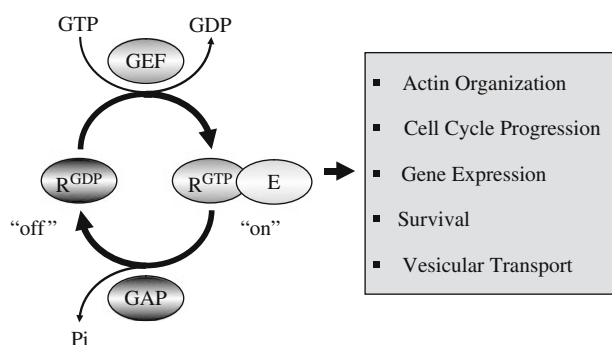 GTP GDP
GEF
R^GDP R^GTP E
"off" "on"
GAP
Pi
▪ Actin Organization
▪ Cell Cycle Progression
▪ Gene Expression
▪ Survival
▪ Vesicular Transport